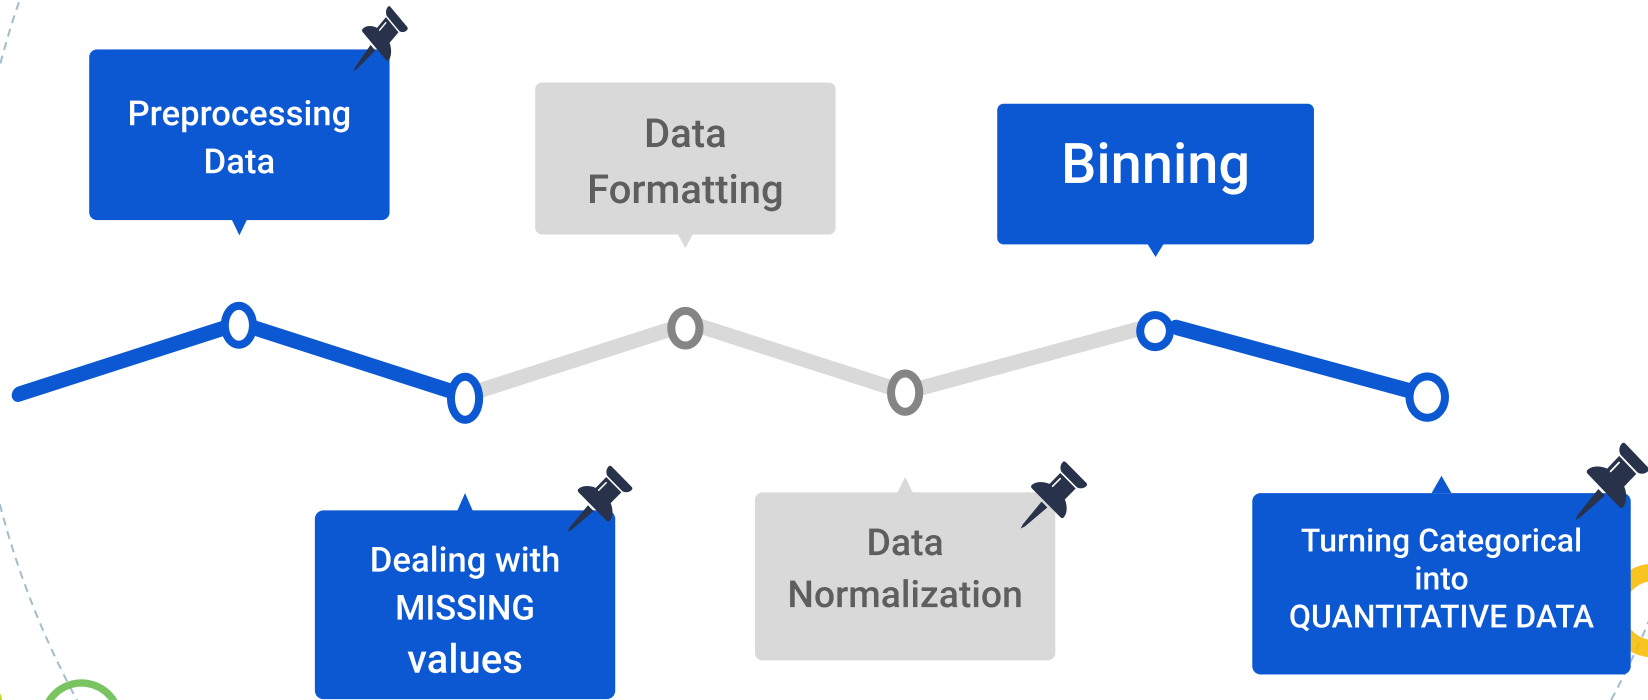 Preprocessing
Data
Dealing with
MISSING
values
Data
Formatting
Data
Normalization
Binning
Turning Categorical
into
QUANTITATIVE DATA